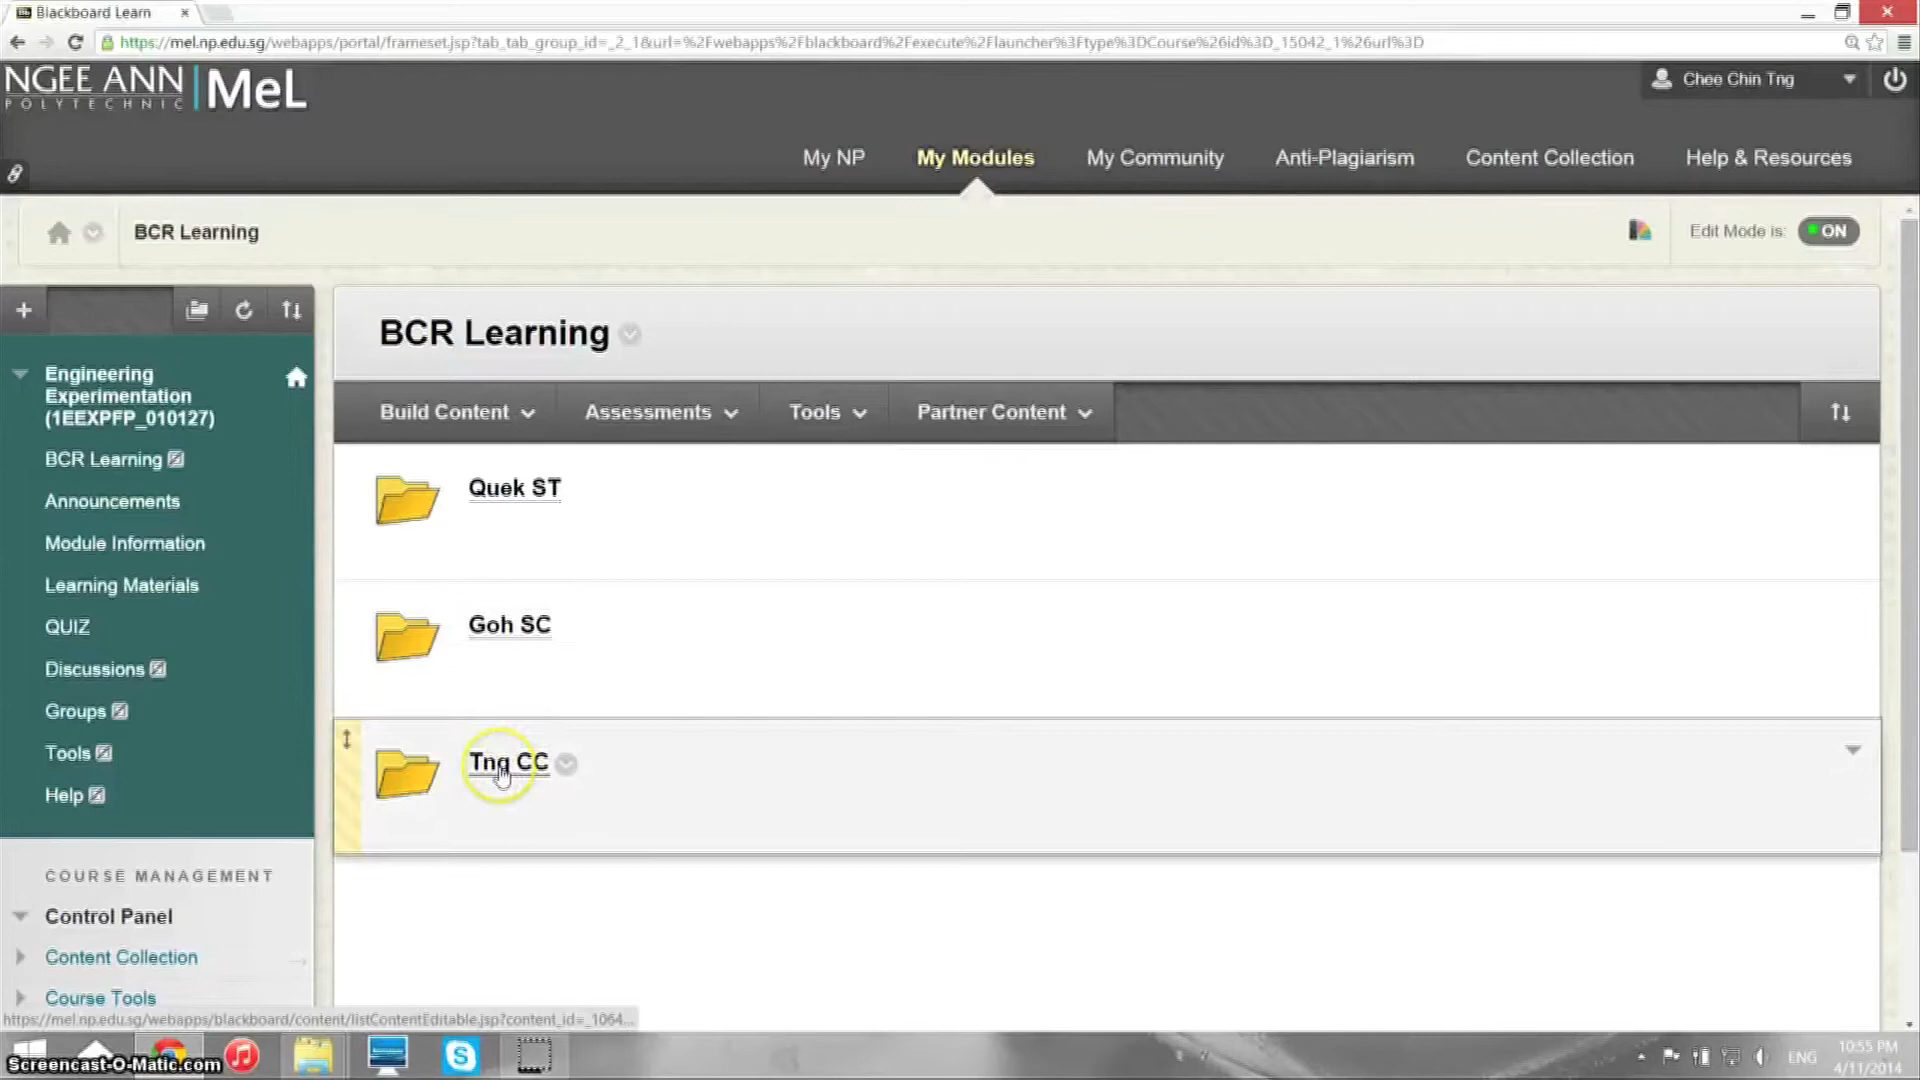 Blackboard Learn
https://mel.np.edu.sg/webapps/portal/frameset.jsp?tab_tab_group_id=_2_1&url=%2Fwebapps%2Fblackboard%2Fexecute%2Flauncher%3Ftype%3DCourse%26id%3D_15042_1%26url%3D
NGEE ANN
POLYTECHNIC
MeL
Chee Chin Tng
My NP
My Modules
My Community
Anti-Plagiarism
Content Collection
Help & Resources
BCR Learning
Edit Mode is:
ON
Engineering
Experimentation
(1EEXPFP_010127)
BCR Learning
Announcements
Module Information
Learning Materials
QUIZ
Discussions
Groups
Tools
Help
COURSE MANAGEMENT
Control Panel
Content Collection
Course Tools
BCR Learning
Build Content
Assessments
Tools
Partner Content
Quek ST
Goh SC
Tng CC
https://mel.np.edu.sg/webapps/blackboard/content/listContentEditable.jsp?content_id=_1064...
Screencast-O-Matic.com
ENG
10:55 PM
4/11/2014